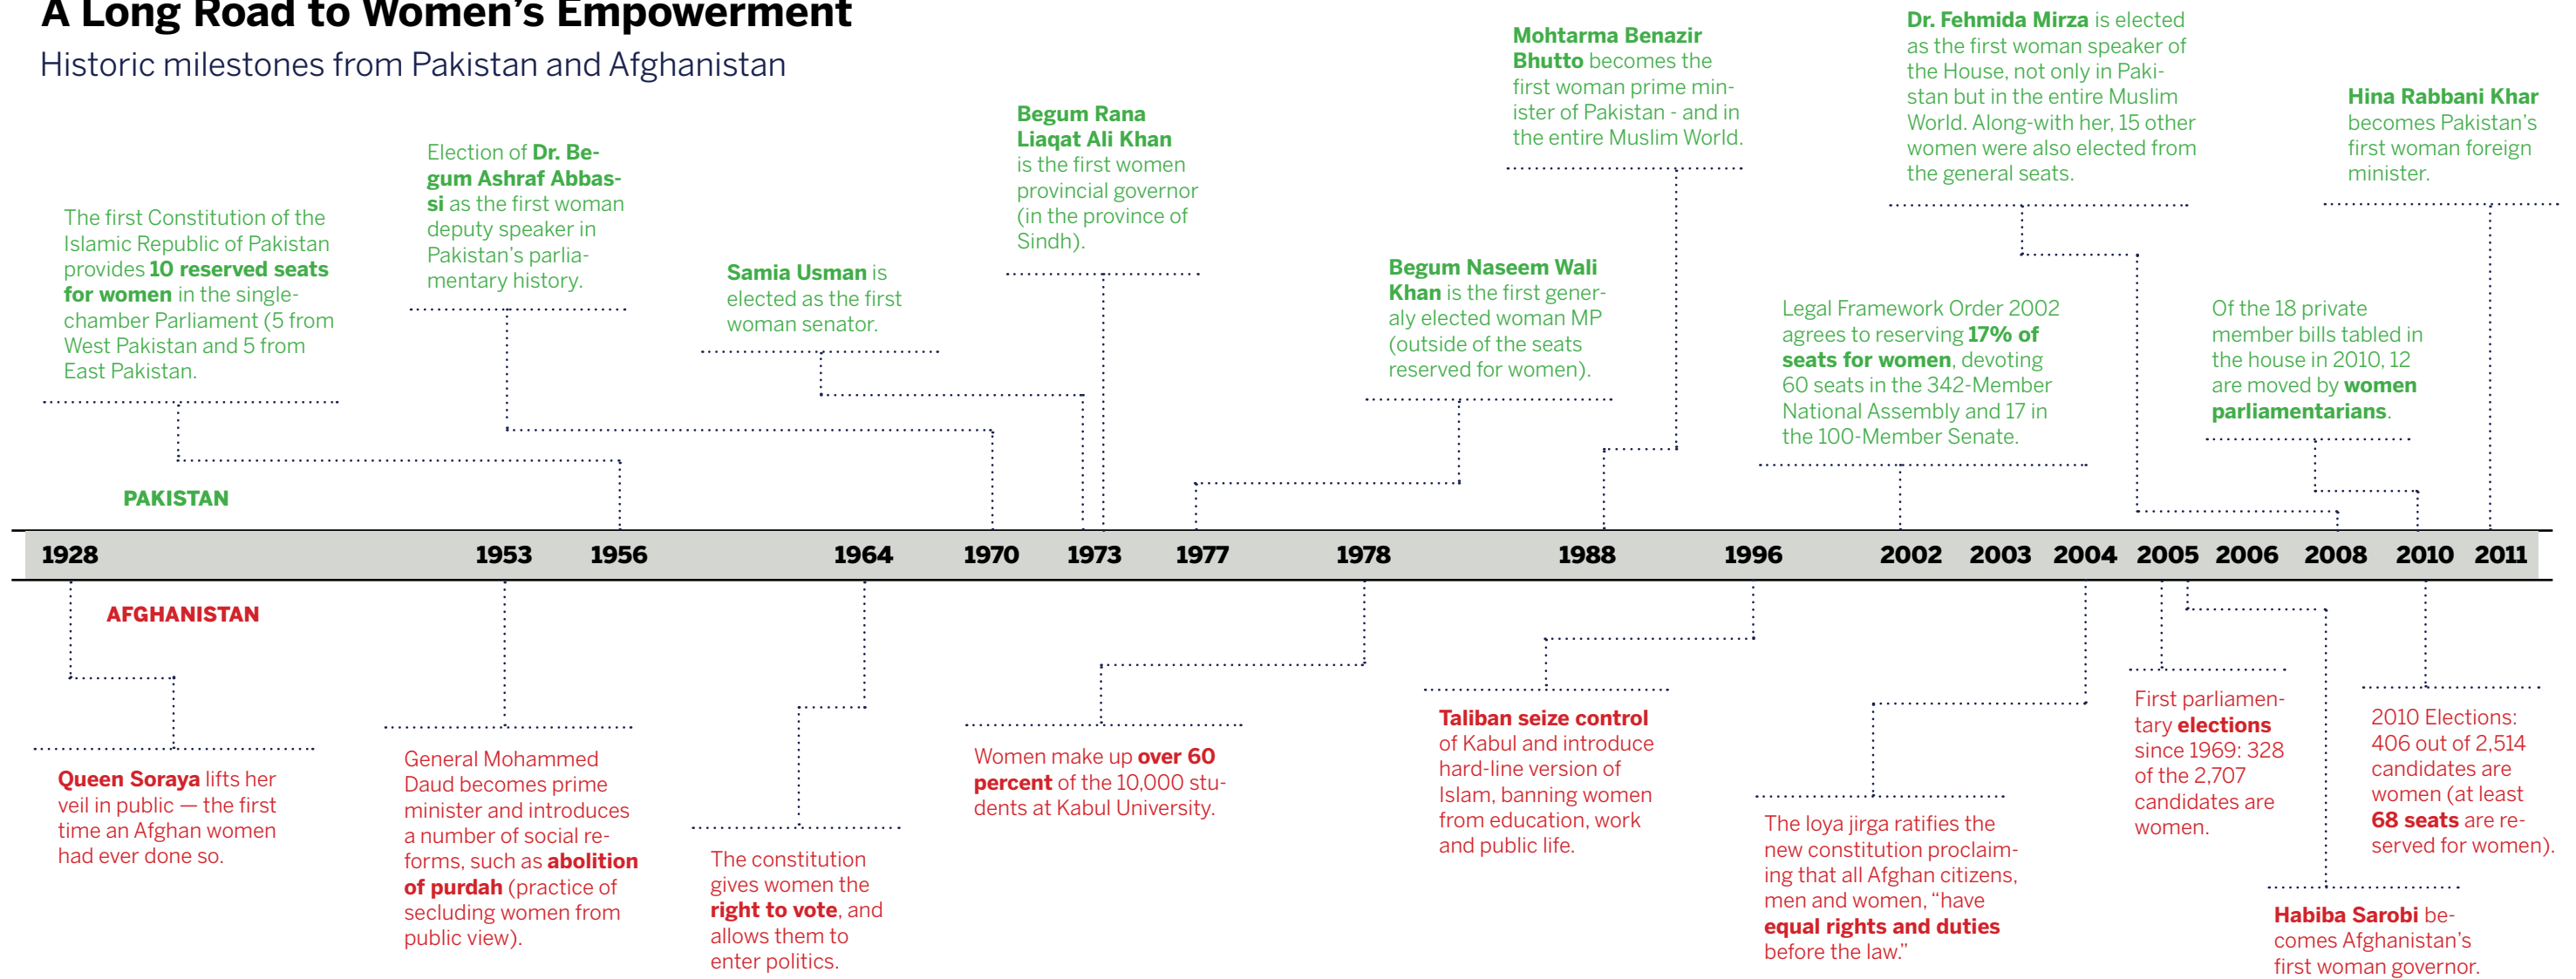 A Long Road to Women's Empowerment
Historic milestones from Pakistan and Afghanistan
The first Constitution of the
Islamic Republic of Pakistan
provides 10 reserved seats
for women in the single-
chamber Parliament (5 from
West Pakistan and 5 from
East Pakistan.
Election of Dr. Be-
gum Ashraf Abbas-
si as the first woman
deputy speaker in
Pakistan's parlia-
mentary history.
Samia Usman is
elected as the first
woman senator.
Begum Rana
Liaqat Ali Khan
is the first women
provincial governor
(in the province of
Sindh).
Begum Naseem Wali
Khan is the first gener-
aly elected woman MP
(outside of the seats
reserved for women).
Mohtarma Benazir
Bhutto becomes the
first woman prime min-
ister of Pakistan - and in
the entire Muslim World.
Legal Framework Order 2002
agrees to reserving 17% of
seats for women, devoting
60 seats in the 342-Member
National Assembly and 17 in
the 100-Member Senate.
Dr. Fehmida Mirza is elected
as the first woman speaker of
the House, not only in Paki-
stan but in the entire Muslim
World. Along-with her, 15 other
women were also elected from
the general seats.
Of the 18 private
member bills tabled in
the house in 2010, 12
are moved by women
parliamentarians.
Hina Rabbani Khar
becomes Pakistan's
first woman foreign
minister.
PAKISTAN
1928 1953 1956 1964 1970 1973 1977 1978 1988 1996 2002 2003 2004 2005 2006 2008 2010 2011
AFGHANISTAN
Queen Soraya lifts her
veil in public — the first
time an Afghan women
had ever done so.
General Mohammed
Daud becomes prime
minister and introduces
a number of social re-
forms, such as abolition
of purdah (practice of
secluding women from
public view).
The constitution
gives women the
right to vote, and
allows them to
enter politics.
Women make up over 60
percent of the 10,000 stu-
dents at Kabul University.
Taliban seize control
of Kabul and introduce
hard-line version of
Islam, banning women
from education, work
and public life.
The loya jirga ratifies the
new constitution proclaim-
ing that all Afghan citizens,
men and women, “have
equal rights and duties
before the law.”
First parliamen-
tary elections
since 1969: 328
of the 2,707
candidates are
women.
Habiba Sarobi be-
comes Afghanistan's
first woman governor.
2010 Elections:
406 out of 2,514
candidates are
women (at least
68 seats are re-
served for women).